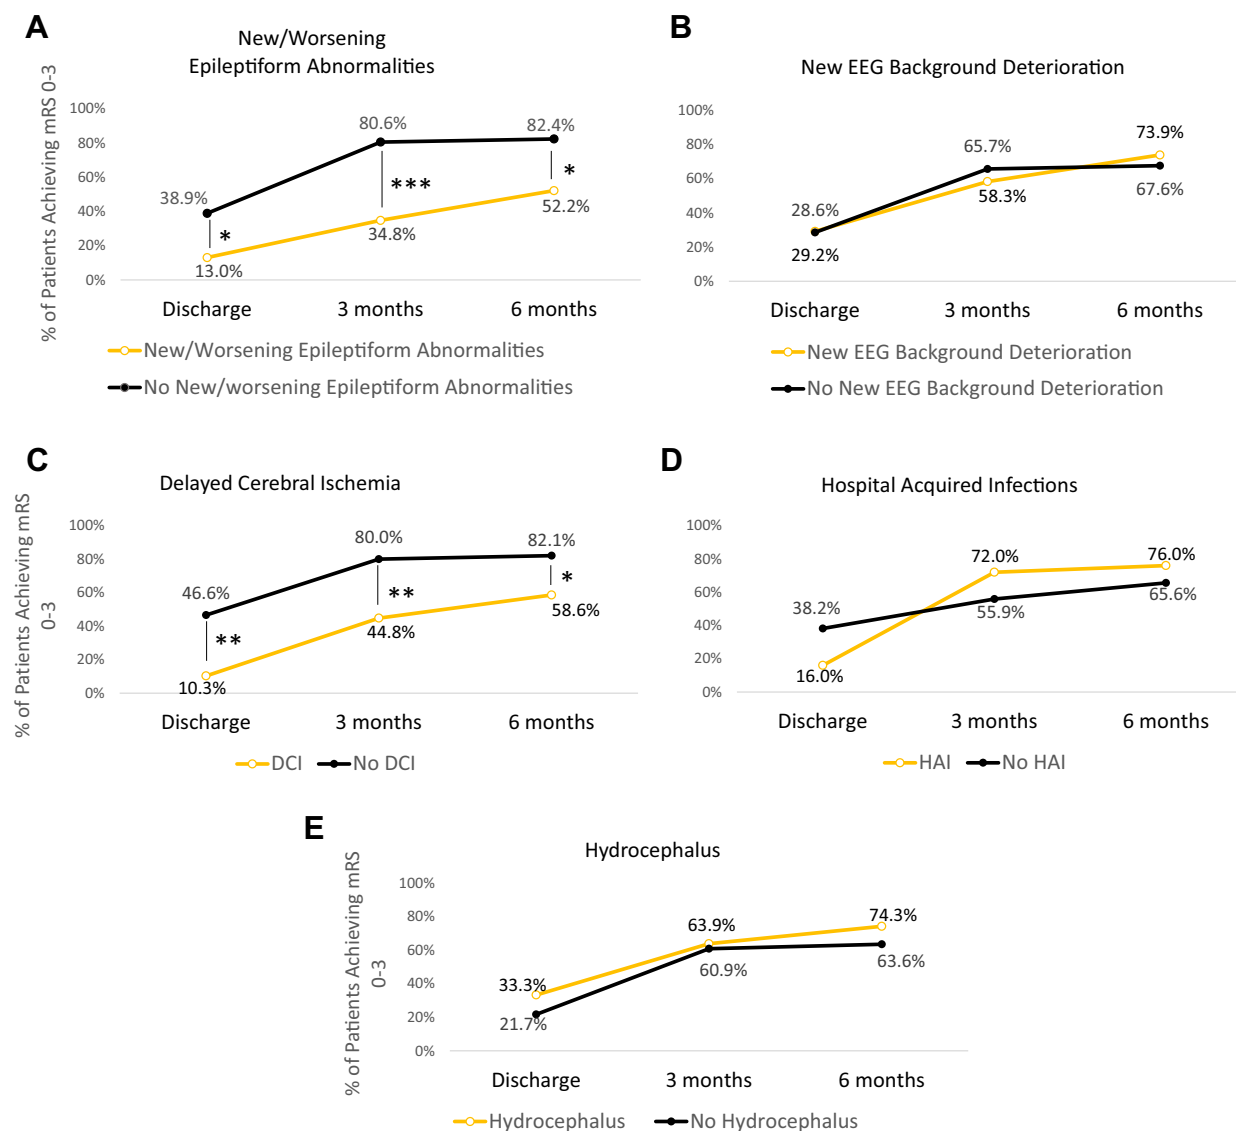 A
New/Worsening
Epileptiform Abnormalities
% of Patients Achieving mRS 0-3
100%
80%
60%
40%
20%
0%
38.9%
80.6%
82.4%
*
***
*
13.0%
34.8%
52.2%
Discharge 3 months 6 months
New/Worsening Epileptiform Abnormalities
No New/worsening Epileptiform Abnormalities
B
New EEG Background Deterioration
100%
80%
60%
40%
20%
0%
28.6%
65.7%
73.9%
29.2%
58.3%
67.6%
Discharge 3 months 6 months
New EEG Background Deterioration
No New EEG Background Deterioration
C
Delayed Cerebral Ischemia
% of Patients Achieving mRS
0-3
100%
80%
60%
40%
20%
0%
46.6%
80.0%
82.1%
**
**
*
10.3%
44.8%
58.6%
Discharge 3 months 6 months
DCI No DCI
D
Hospital Acquired Infections
100%
80%
60%
40%
20%
0%
38.2%
72.0%
76.0%
16.0%
55.9%
65.6%
Discharge 3 months 6 months
HAI No HAI
E
Hydrocephalus
% of Patients Achieving mRS
0-3
100%
80%
60%
40%
20%
0%
33.3%
63.9%
74.3%
21.7%
60.9%
63.6%
Discharge 3 months 6 months
Hydrocephalus No Hydrocephalus